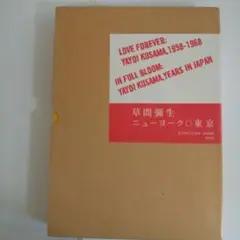 LOVE FOREVER:
YAYOI KUSAMA, 1958-1968
IN FULL BLOOM:
YAYOI KUSAMA, YEARS IN JAPAN
草間彌生
ニューヨーク/東京